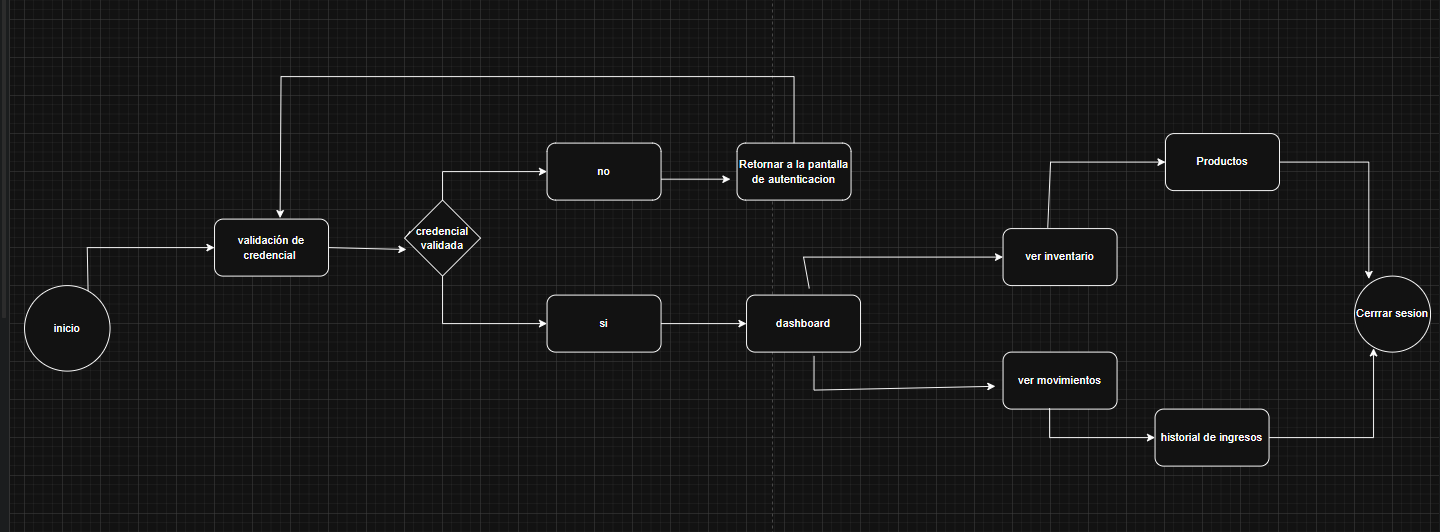 inicio
validación de
credencial
credencial
validada
no
Retornar a la pantalla
de autenticacion
si
dashboard
ver inventario
Productos
ver movimientos
historial de ingresos
Cerrrar sesion